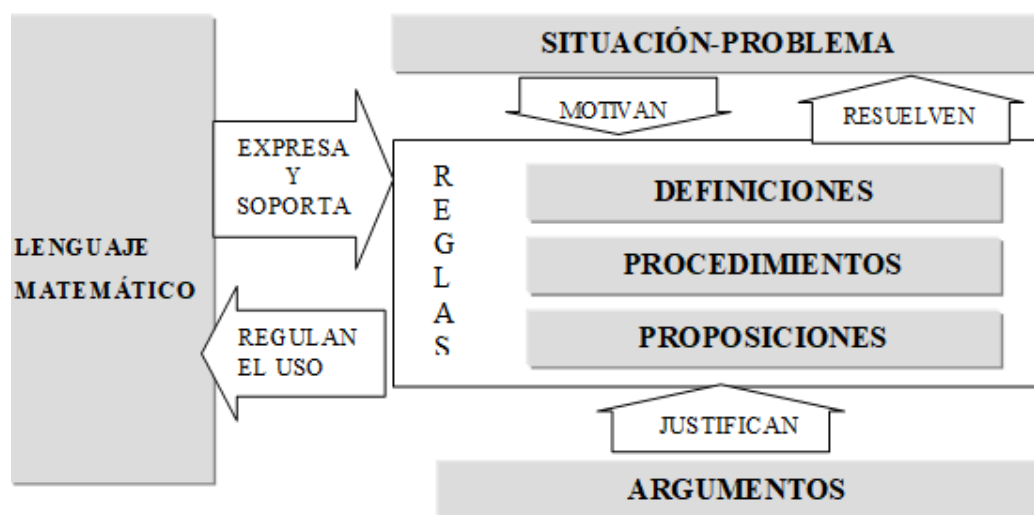 SITUACIÓN-PROBLEMA
MOTIVAN
RESUELVEN
EXPRESA
Y
SOPORTA
LENGUAJE
MATEMÁTICO
REGULAN
EL USO
R
E
G
L
A
S
DEFINICIONES
PROCEDIMIENTOS
PROPOSICIONES
JUSTIFICAN
ARGUMENTOS